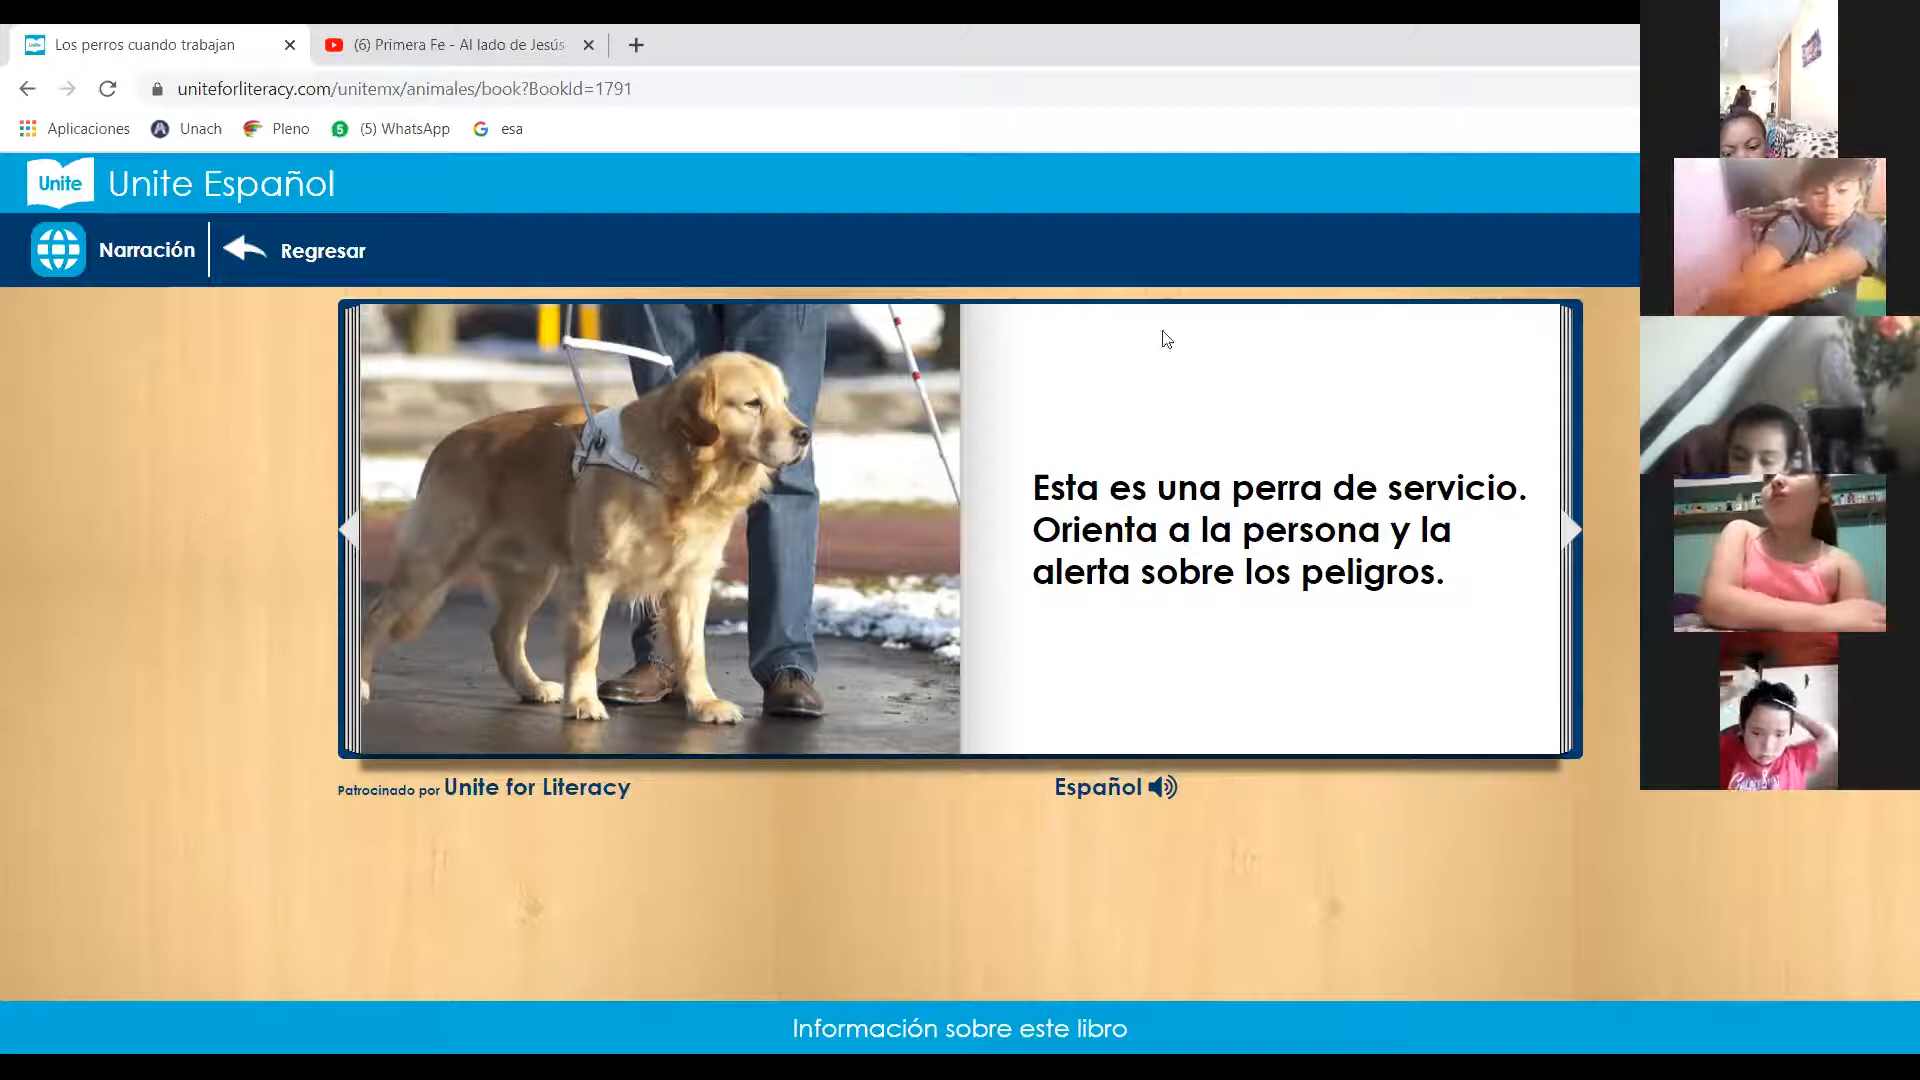 Los perros cuando trabajan
(6) Primera Fe - Al lado de Jesús
uniteforliteracy.com/unitemx/animales/book?BookId=1791
Aplicaciones
Unach
Pleno
5
(5) WhatsApp
esa
Unite
Unite Español
Narración
Regresar
Esta es una perra de servicio.
Orienta a la persona y la
alerta sobre los peligros.
Patrocinado por Unite for Literacy
Español
Información sobre este libro